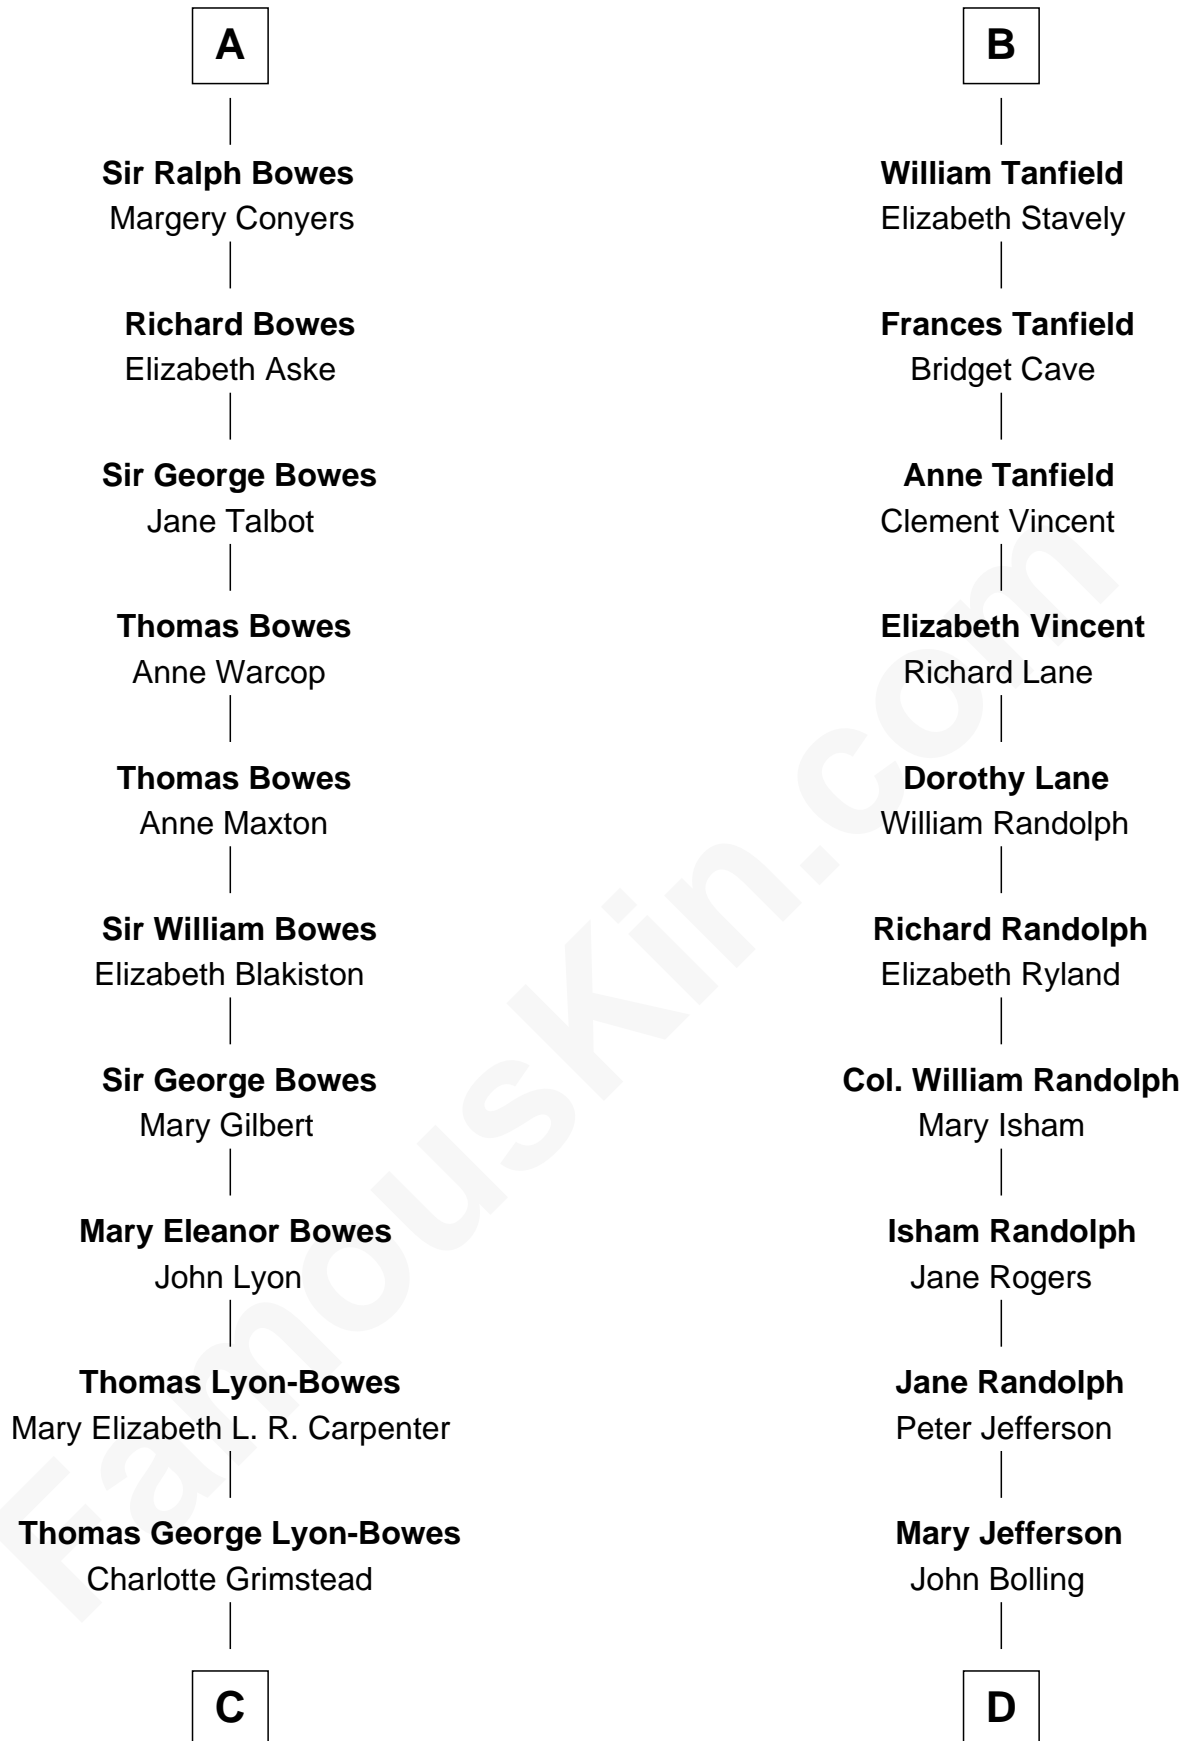 A
Sir Ralph Bowes
Margery Conyers
Richard Bowes
Elizabeth Aske
Sir George Bowes
Jane Talbot
Thomas Bowes
Anne Warcop
Thomas Bowes
Anne Maxton
Sir William Bowes
Elizabeth Blakiston
Sir George Bowes
Mary Gilbert
Mary Eleanor Bowes
John Lyon
Thomas Lyon-Bowes
Mary Elizabeth L. R. Carpenter
Thomas George Lyon-Bowes
Charlotte Grimstead
C
B
William Tanfield
Elizabeth Stavely
Frances Tanfield
Bridget Cave
Anne Tanfield
Clement Vincent
Elizabeth Vincent
Richard Lane
Dorothy Lane
William Randolph
Richard Randolph
Elizabeth Ryland
Col. William Randolph
Mary Isham
Isham Randolph
Jane Rogers
Jane Randolph
Peter Jefferson
Mary Jefferson
John Bolling
D
FamousKin.com